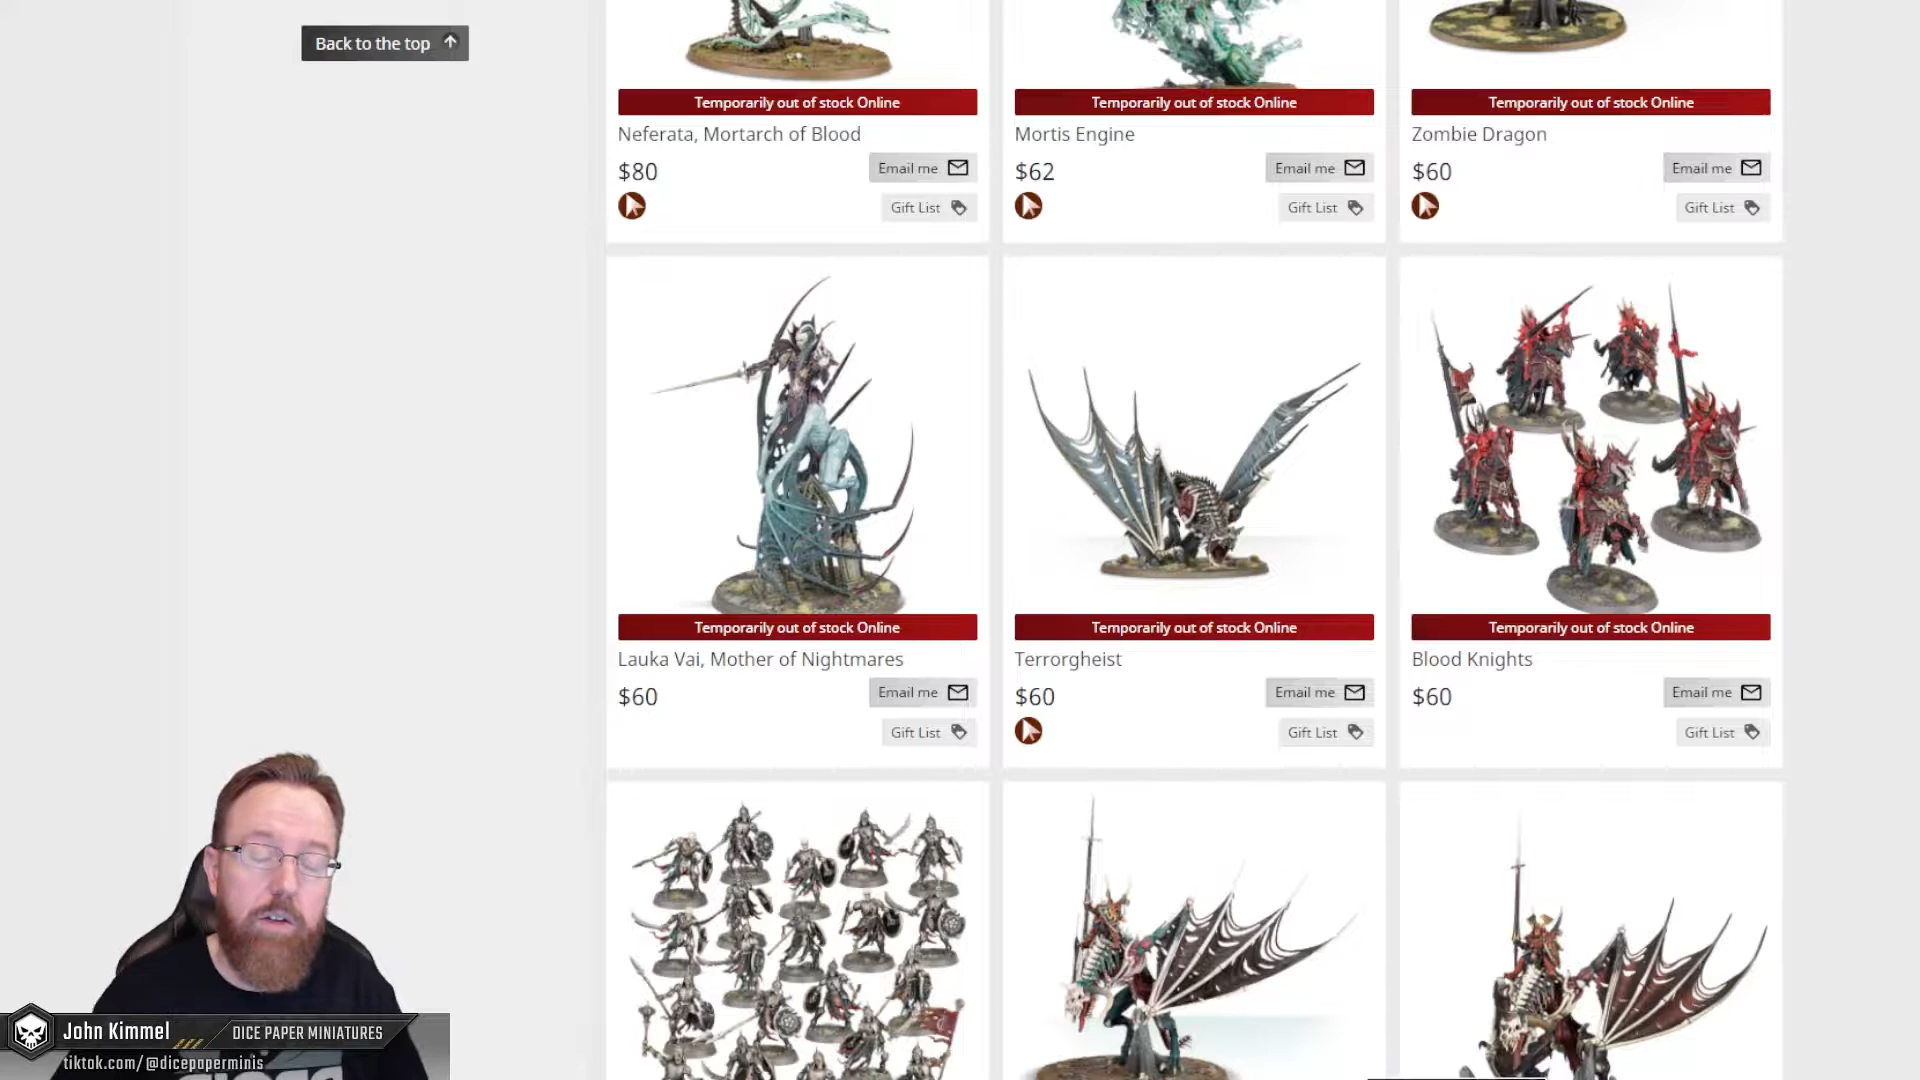 Back to the top
Temporarily out of stock Online
Temporarily out of stock Online
Temporarily out of stock Online
Neferata, Mortarch of Blood
Mortis Engine
Zombie Dragon
$80
Email me
$62
Email me
$60
Email me
Gift List
Gift List
Gift List
Temporarily out of stock Online
Temporarily out of stock Online
Temporarily out of stock Online
Lauka Vai, Mother of Nightmares
Terrorgheist
Blood Knights
$60
Email me
$60
Email me
$60
Email me
Gift List
Gift List
Gift List
John Kimmel
DICE PAPER MINIATURES
tiktok.com/@dicepaperminis